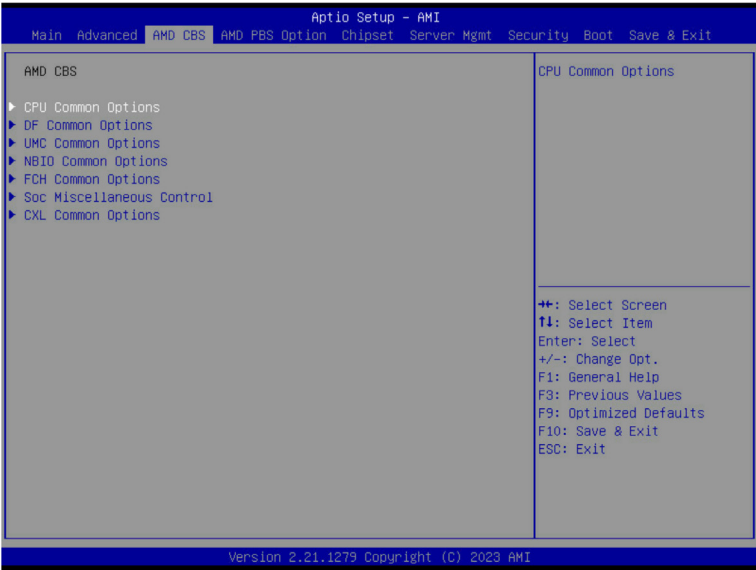 Aptio Setup – AMI
Main Advanced AMD CBS AMD PBS Option Chipset Server Mgmt Security Boot Save & Exit
AMD CBS
CPU Common Options
DF Common Options
UMC Common Options
NBIO Common Options
FCH Common Options
Soc Miscellaneous Control
CXL Common Options
CPU Common Options
→←: Select Screen
↑↓: Select Item
Enter: Select
+/-: Change Opt.
F1: General Help
F3: Previous Values
F9: Optimized Defaults
F10: Save & Exit
ESC: Exit
Version 2.21.1279 Copyright (C) 2023 AMI